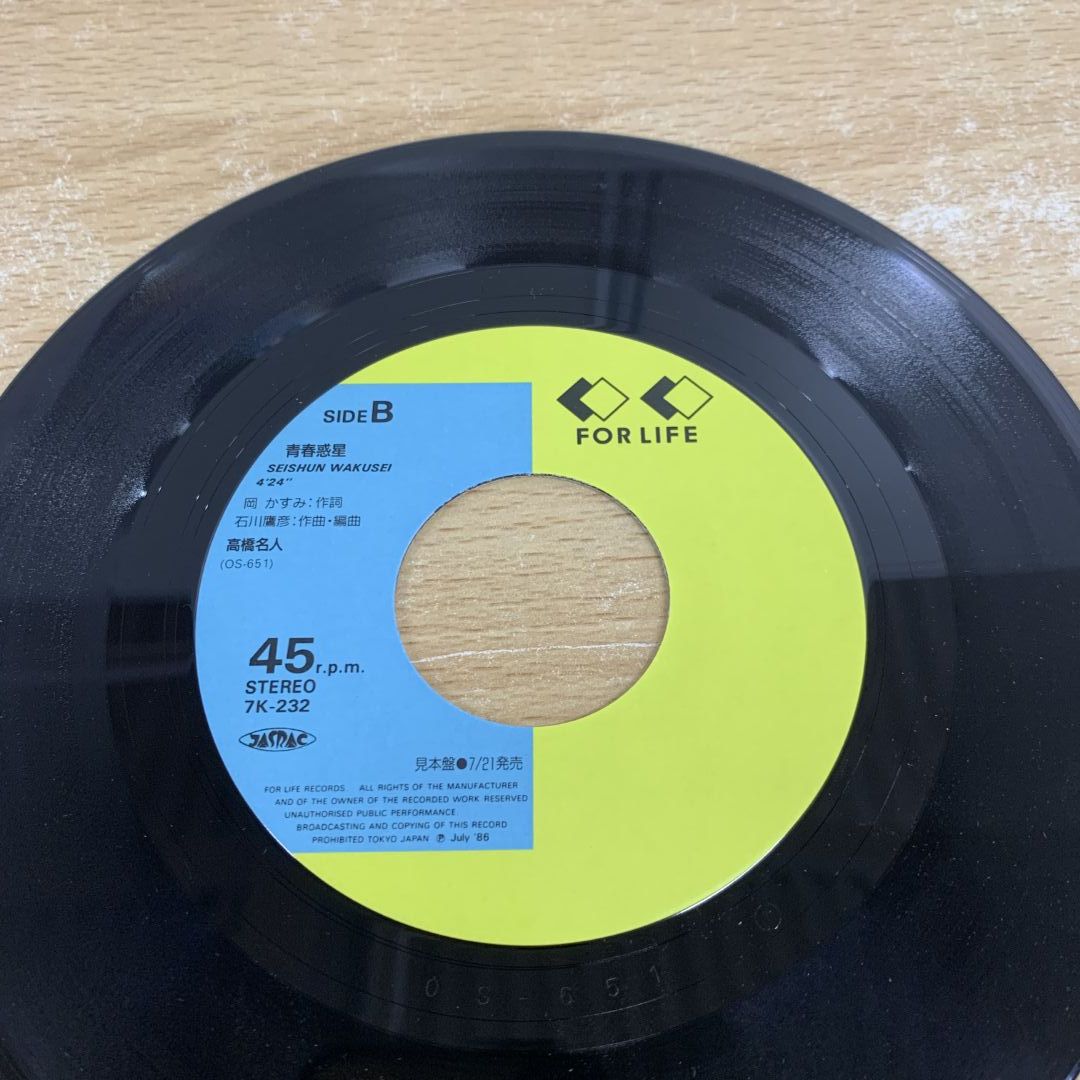 SIDE B
青春惑星
SEISHUN WAKUSEI
4'24"
岡 かすみ:作詞
石川鷹彦:作曲・編曲
高橋名人
(OS-651)
45 r.p.m.
STEREO
7K-232
JASRAC
見本盤●7/21発売
FOR LIFE RECORDS. ALL RIGHTS OF THE MANUFACTURER
AND OF THE OWNER OF THE RECORDED WORK RESERVED
UNAUTHORISED PUBLIC PERFORMANCE.
BROADCASTING AND COPYING OF THIS RECORD
PROHIBITED TOKYO JAPAN ℗ July '86
FOR LIFE
OS-651